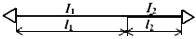 I₁ I₂
l₁ l₂